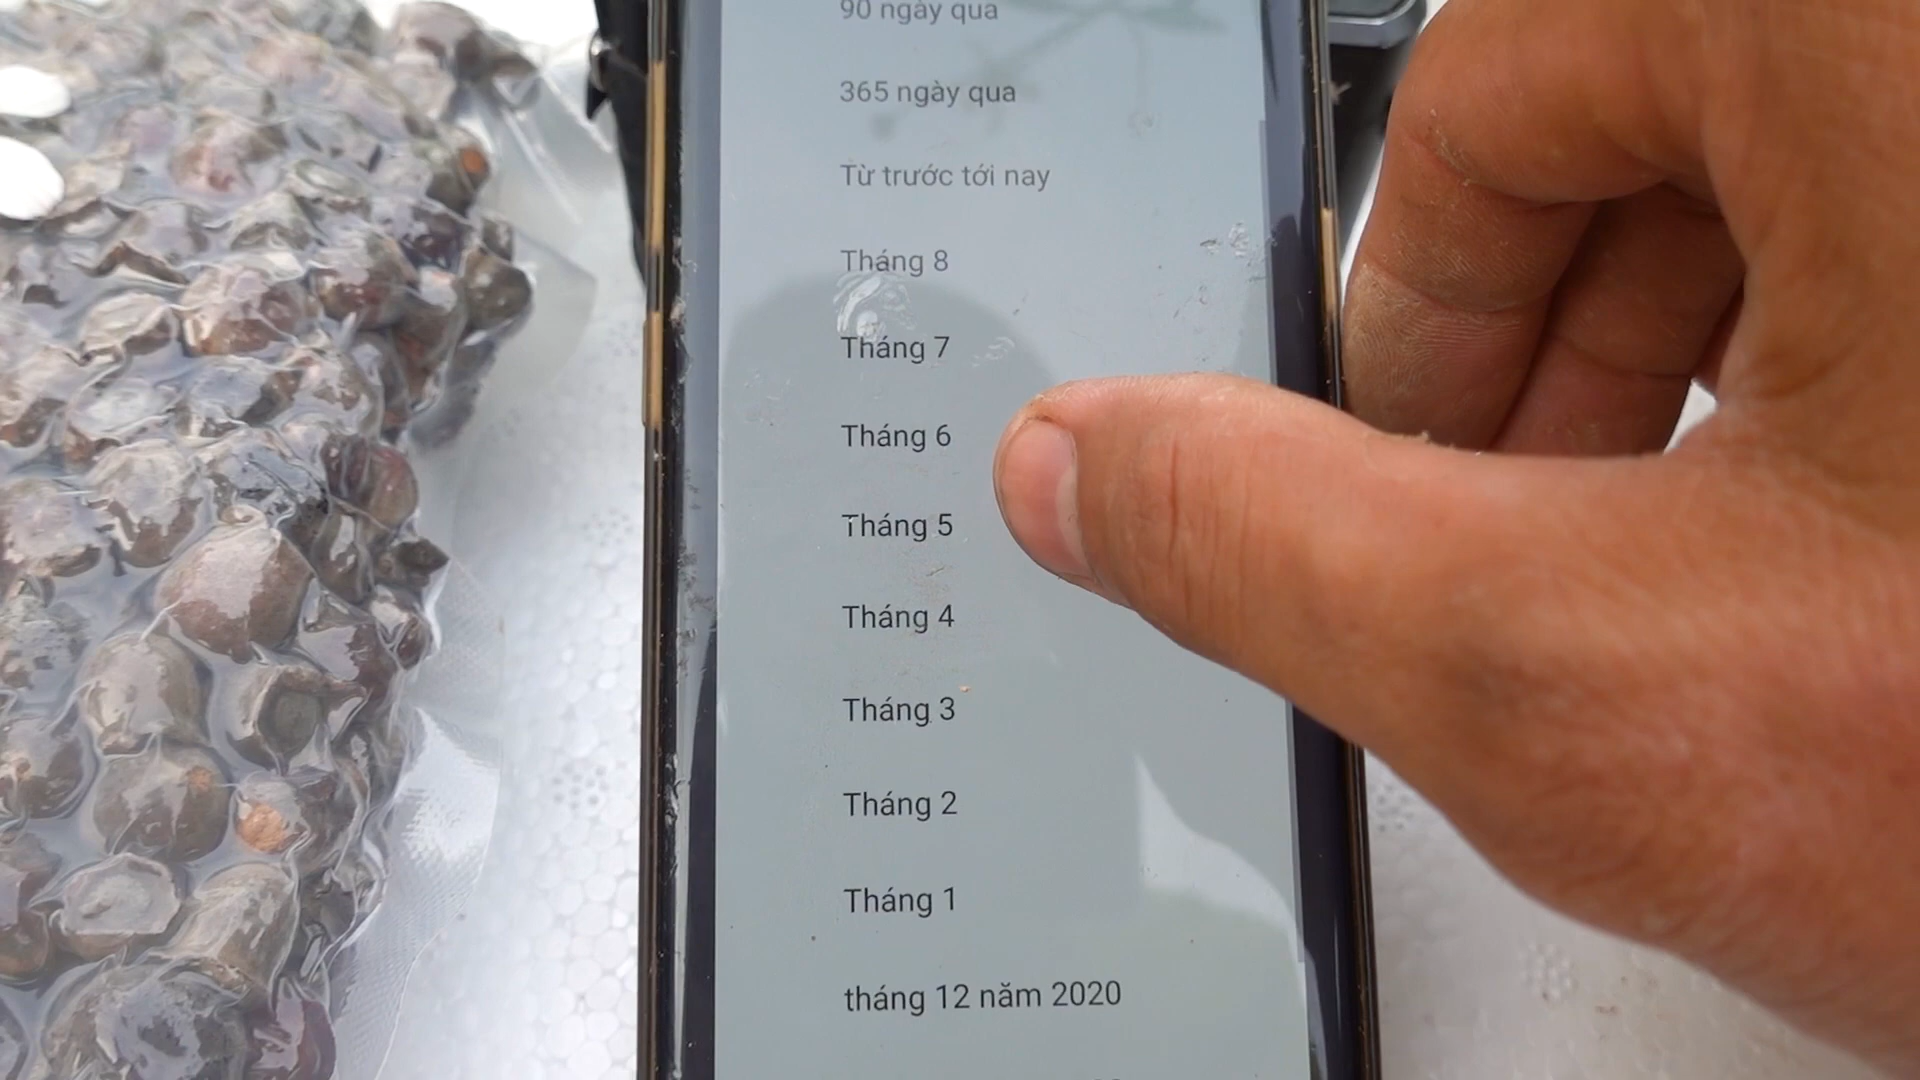 90 ngày qua
365 ngày qua
Từ trước tới nay
Tháng 8
Tháng 7
Tháng 6
Tháng 5
Tháng 4
Tháng 3
Tháng 2
Tháng 1
tháng 12 năm 2020